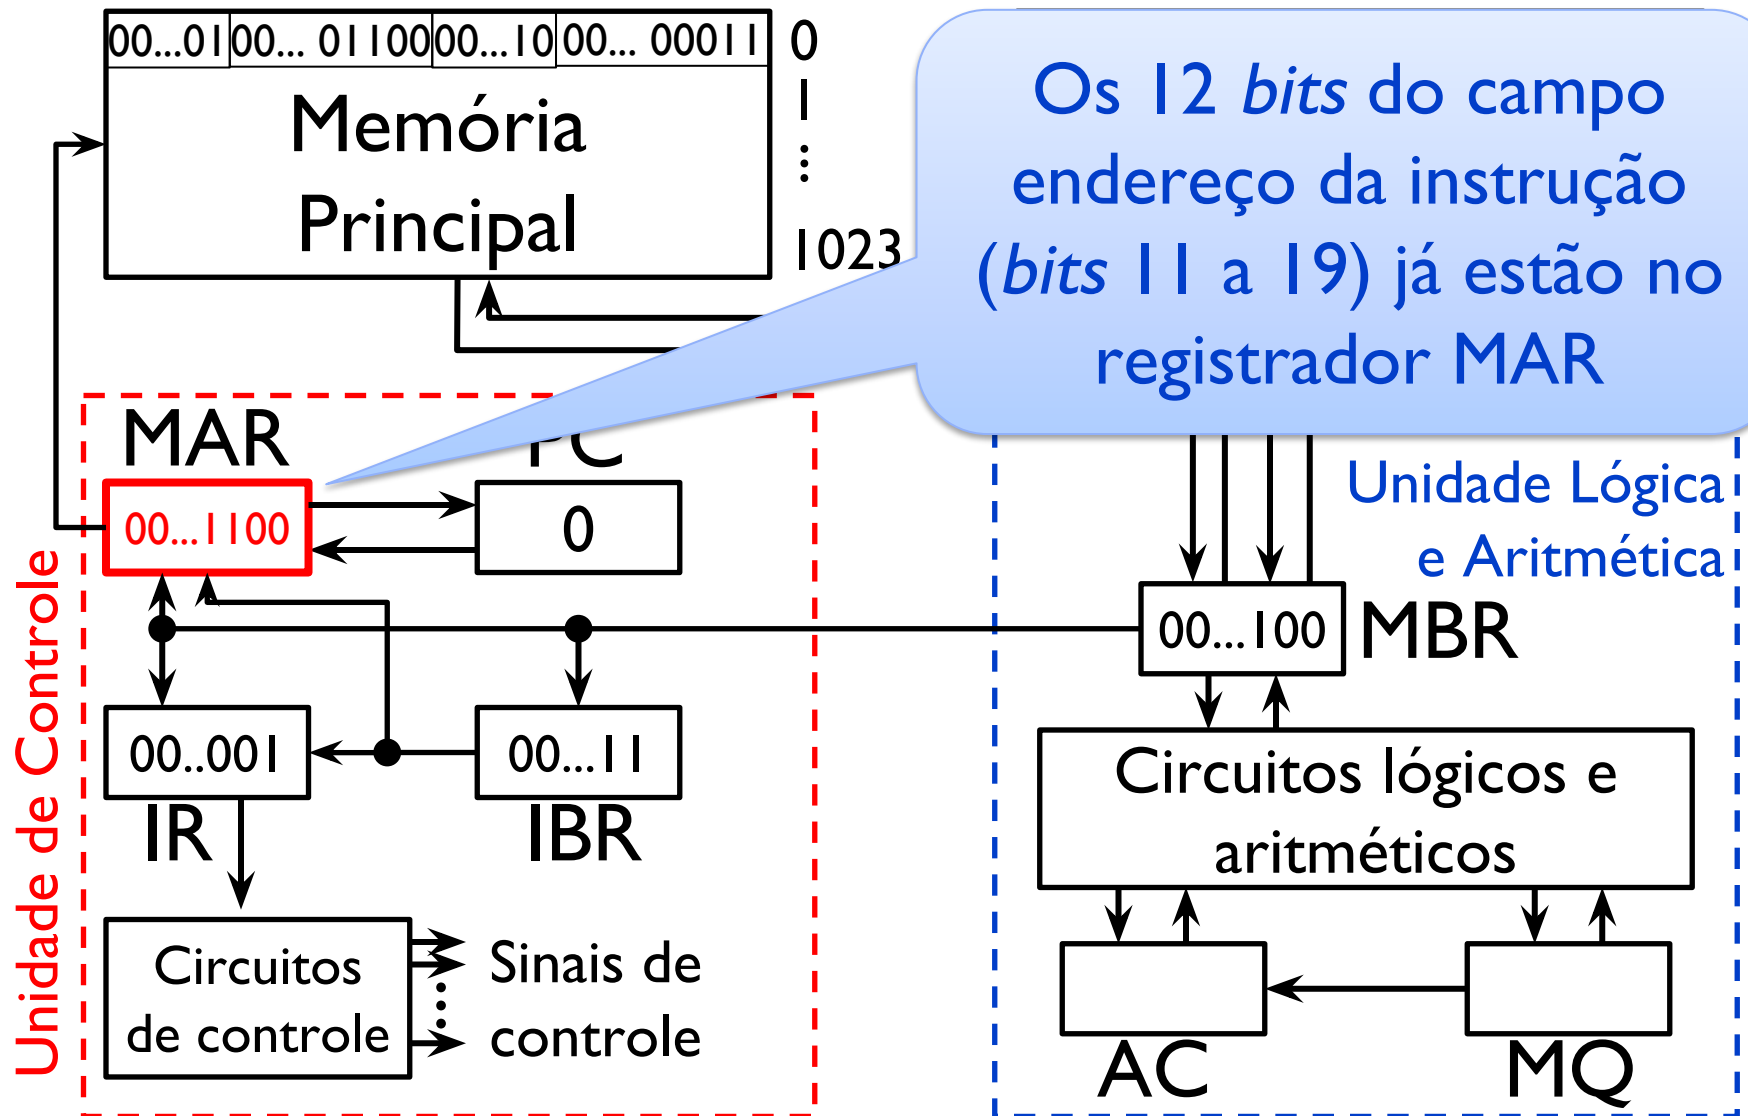 00...01 00... 01100 00...10 00... 00011 0
1
Memória
Principal
1023
Os 12 bits do campo
endereço da instrução
(bits 11 a 19) já estão no
registrador MAR
MAR
PC
00...1100
0
Unidade Lógica
e Aritmética
00...100
MBR
00..001
00...11
IR
IBR
Circuitos lógicos e
aritméticos
Circuitos
de controle
Sinais de
controle
AC
MQ
Unidade de Controle